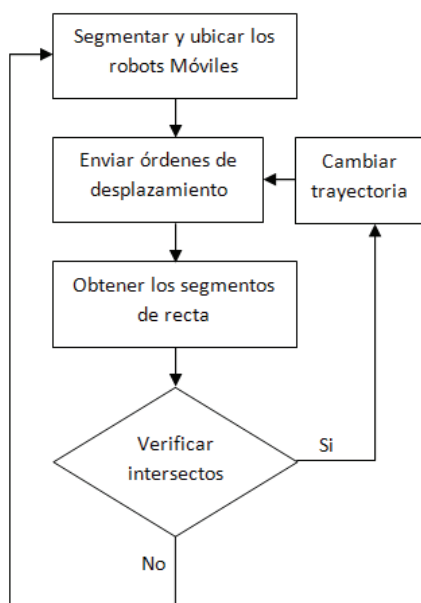 Segmentar y ubicar los
robots Móviles
Enviar órdenes de
desplazamiento
Cambiar
trayectoria
Obtener los segmentos
de recta
Verificar
intersectos
Si
No